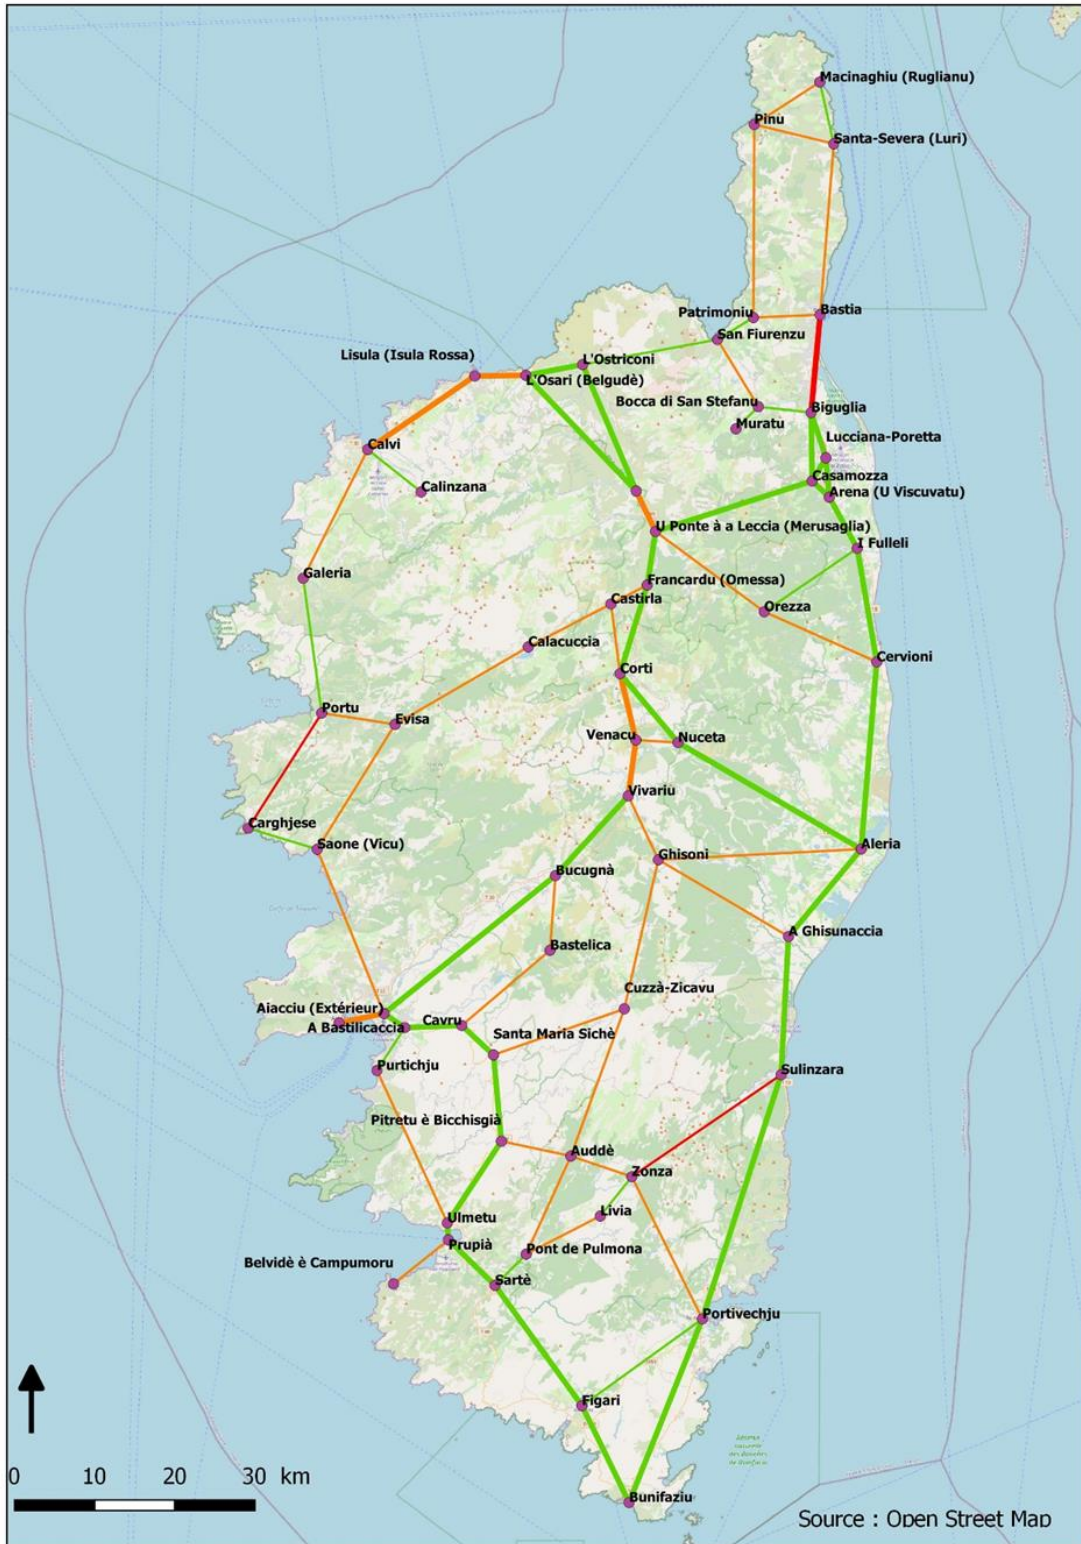 Macinaghiu (Ruglianu)
Pinu
Santa-Severa (Luri)
Patrimoniu
Bastia
San Fiurenzu
Lisula (Isula Rossa)
L'Ostriconi
L'Osari (Belgudè)
Bocca di San Stefanu
Biguglia
Muratu
Calvi
Lucciana-Poretta
Casamozza
Calinzana
Arena (U Viscuvatu)
U Ponte à a Leccia (Merusaglia)
I Fulleli
Galeria
Francardu (Omessa)
Castirla
Orezza
Calacuccia
Cervioni
Corti
Portu
Evisa
Venacu
Nuceta
Vivariu
Carghjese
Saone (Vicu)
Ghisoni
Aleria
Bucugnà
A Ghisunaccia
Bastelica
Cuzzà-Zicavu
Aiacciu (Extérieur)
A Bastilicaccia
Cavru
Santa Maria Sichè
Purtichju
Sulinzara
Pitretu è Bicchisgià
Auddè
Zonza
Livia
Ulmetu
Prupià
Pont de Pulmona
Belvidè è Campumoru
Sartè
Portivechju
Figari
Bunifaziu
0 10 20 30 km
Source : Open Street Map